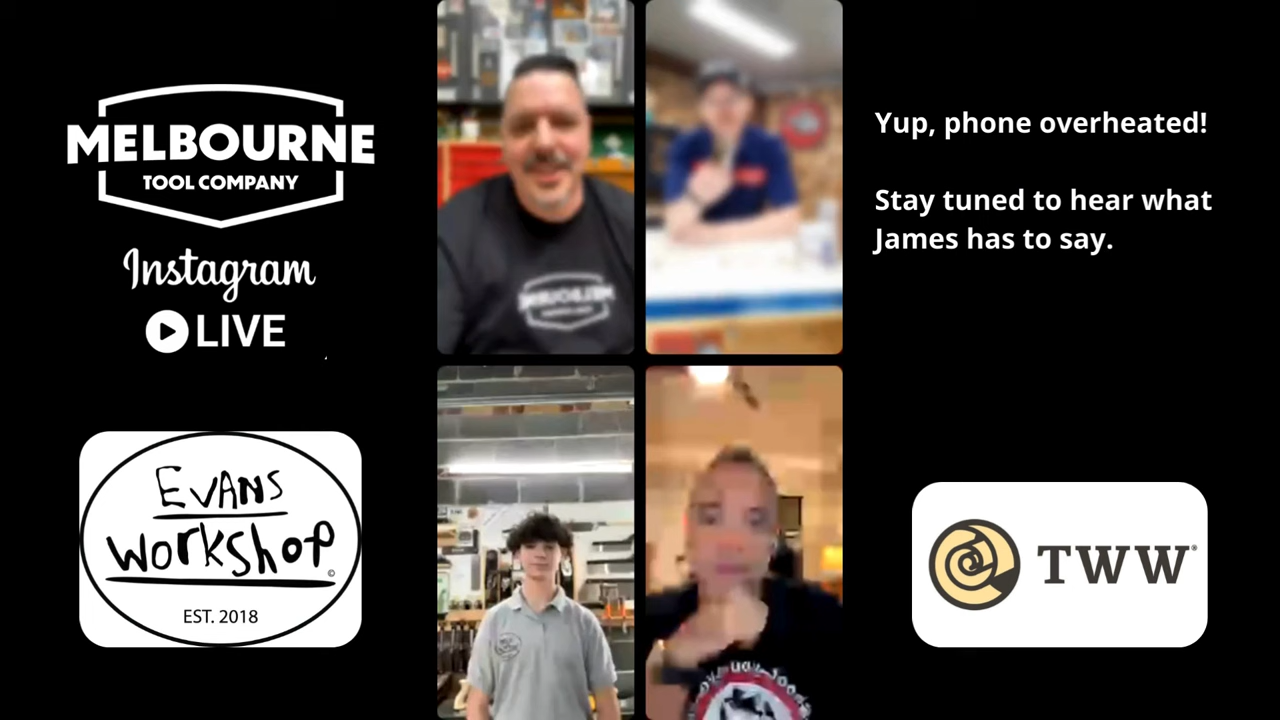 MELBOURNE
TOOL COMPANY
Instagram
LIVE
Yup, phone overheated!
Stay tuned to hear what
James has to say.
EVANS
WORKSHOP
©
EST. 2018
TWW®